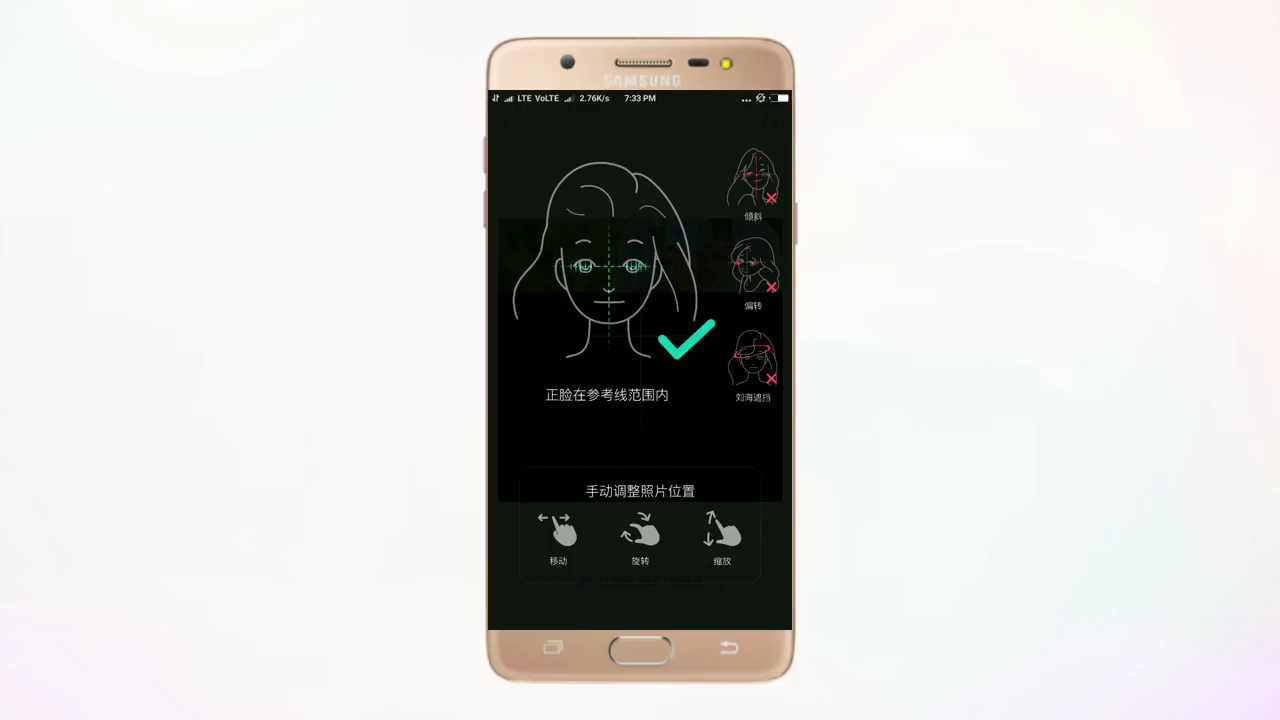 SAMSUNG
LTE VoLTE 2.76K/s 7:33 PM
倾斜
偏转
刘海遮挡
正脸在参考线范围内
手动调整照片位置
移动 旋转 缩放